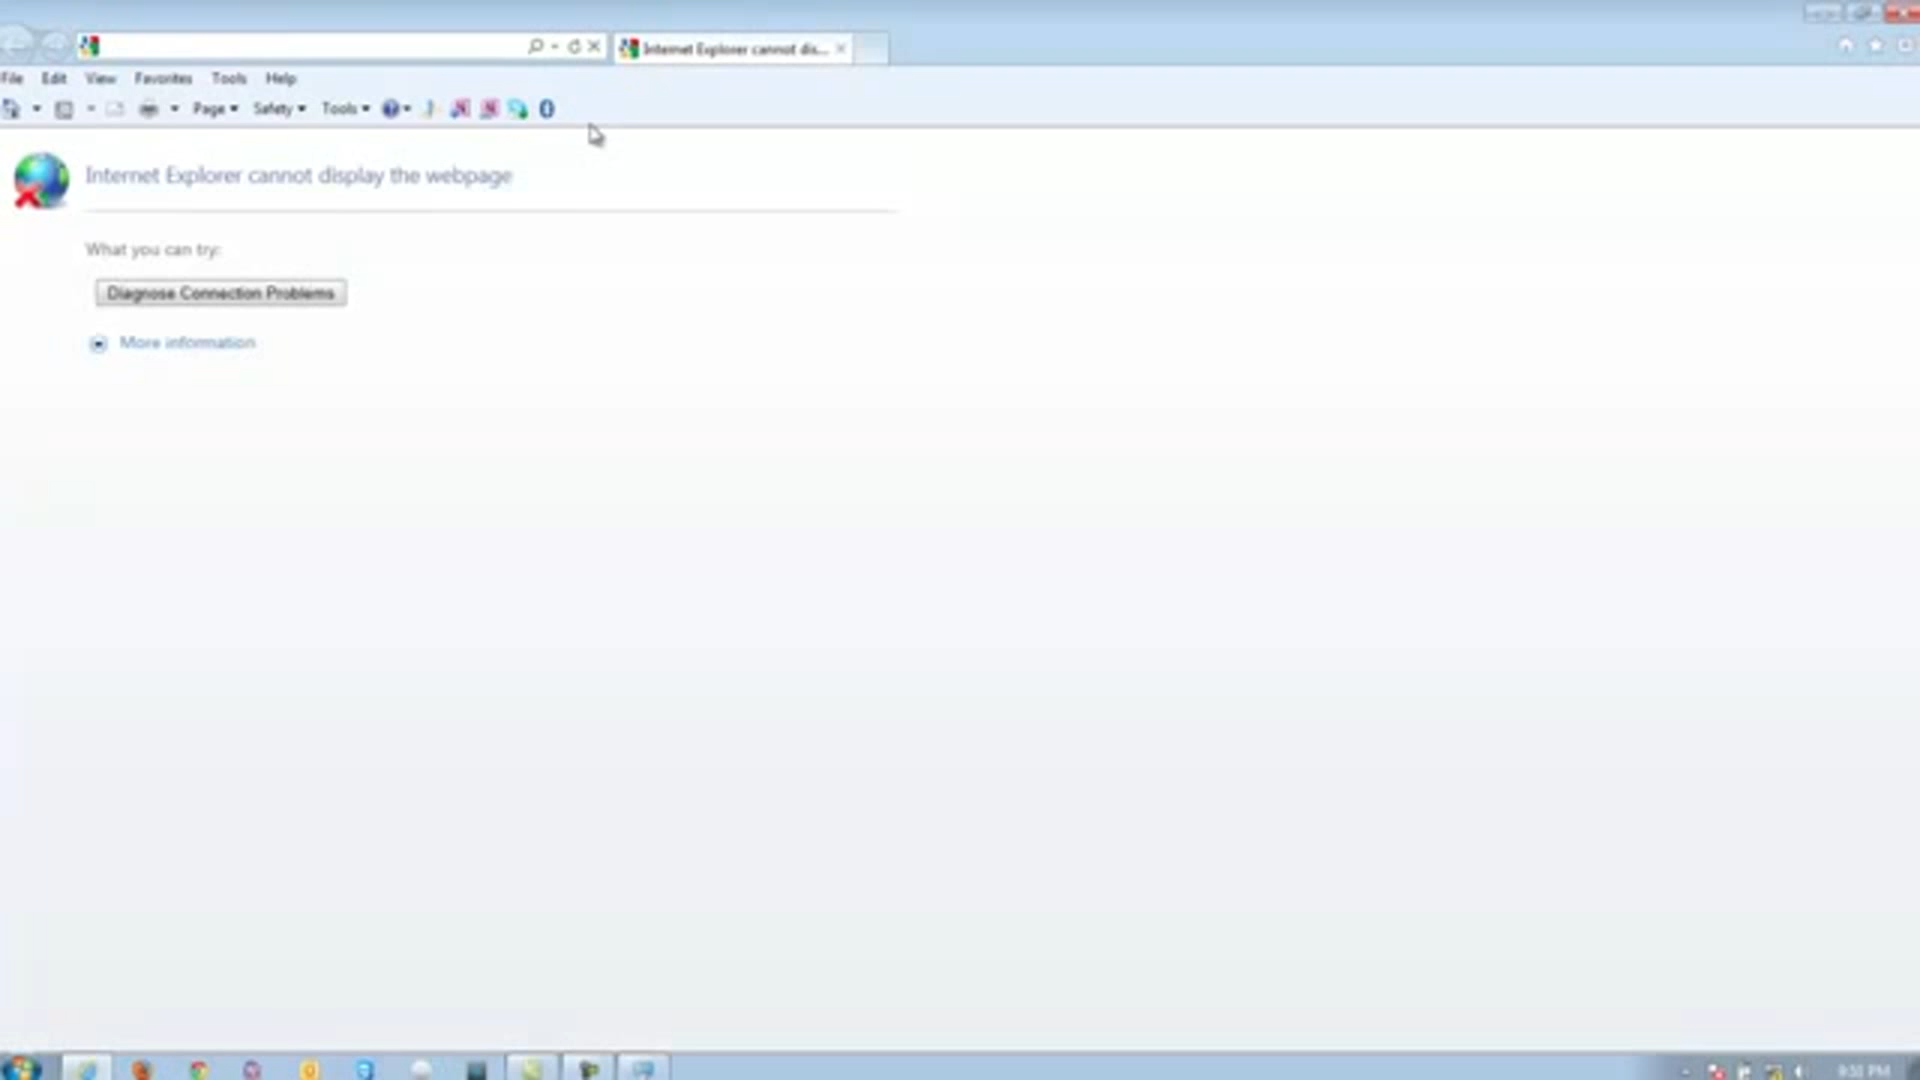 Internet Explorer cannot dis...
File Edit View Favorites Tools Help
Page Safety Tools
Internet Explorer cannot display the webpage
What you can try:
Diagnose Connection Problems
More information